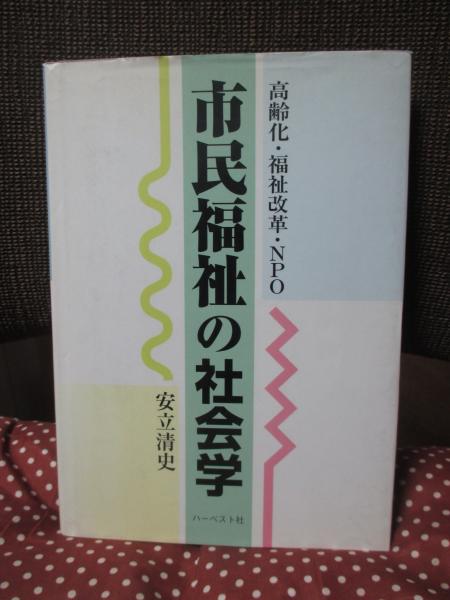 高齢化・福祉改革・NPO
市民福祉の社会学
安立清史
ハーベスト社